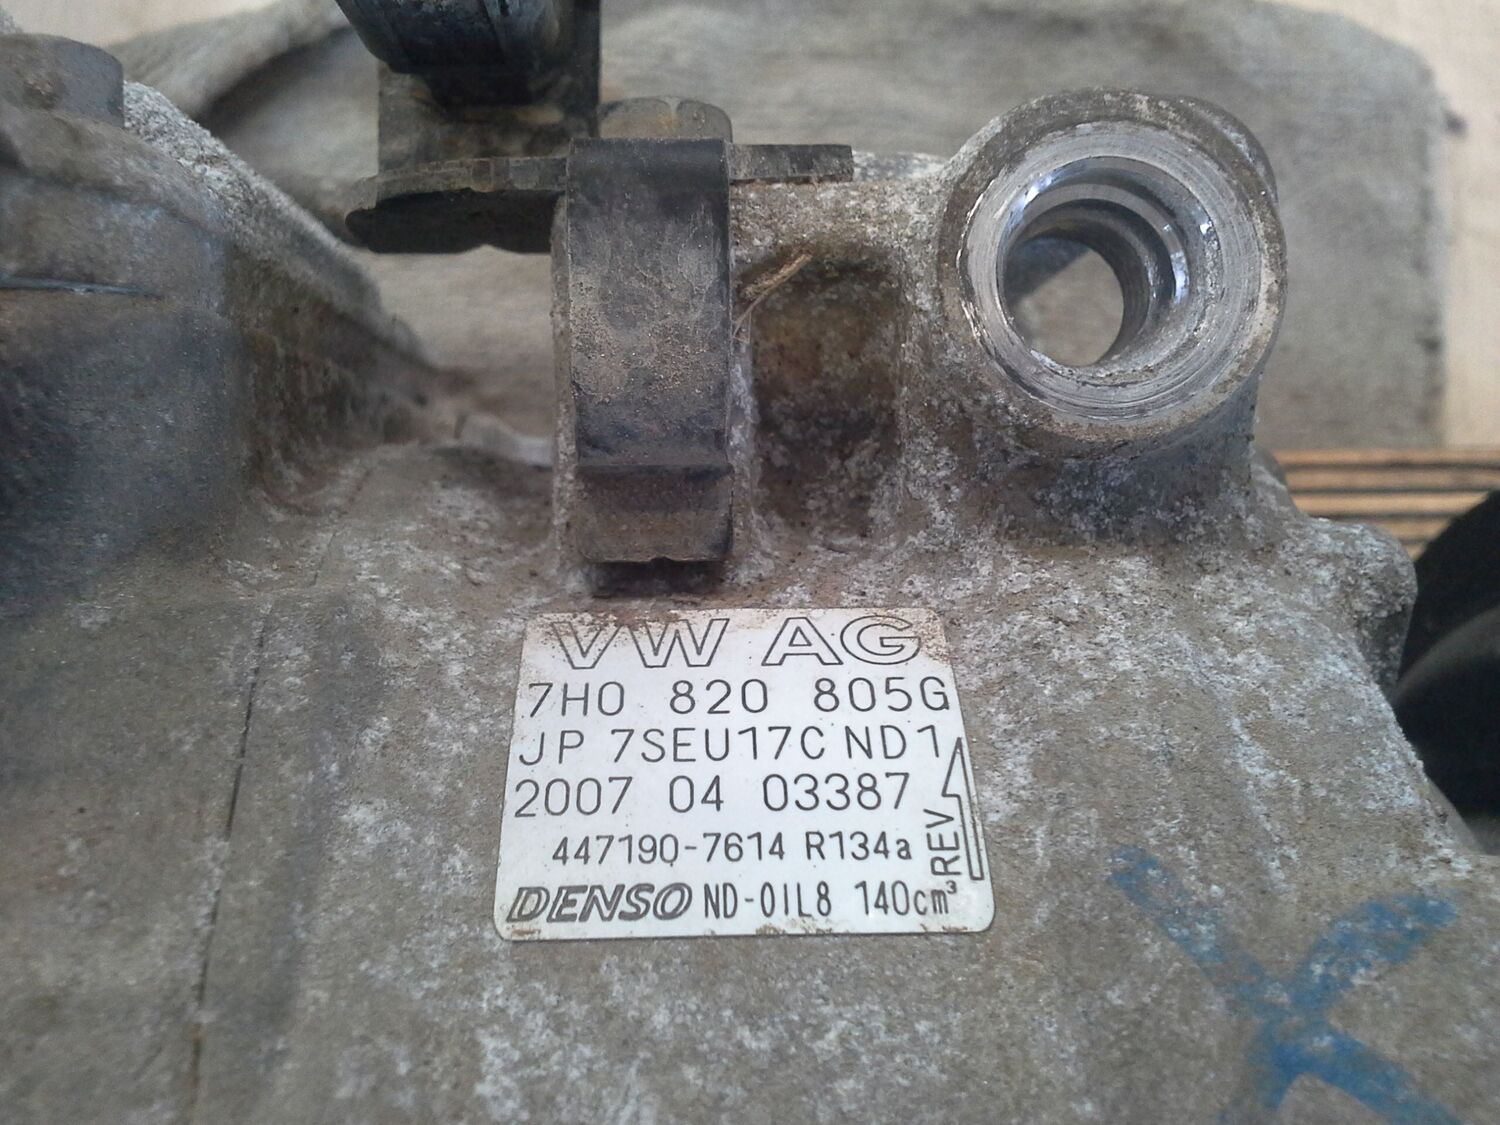 VW AG
7H0 820 805G
JP 7SEU17C ND1
2007 04 03387
447190-7614 R134a
REV
DENSO ND-OIL8 140cm³